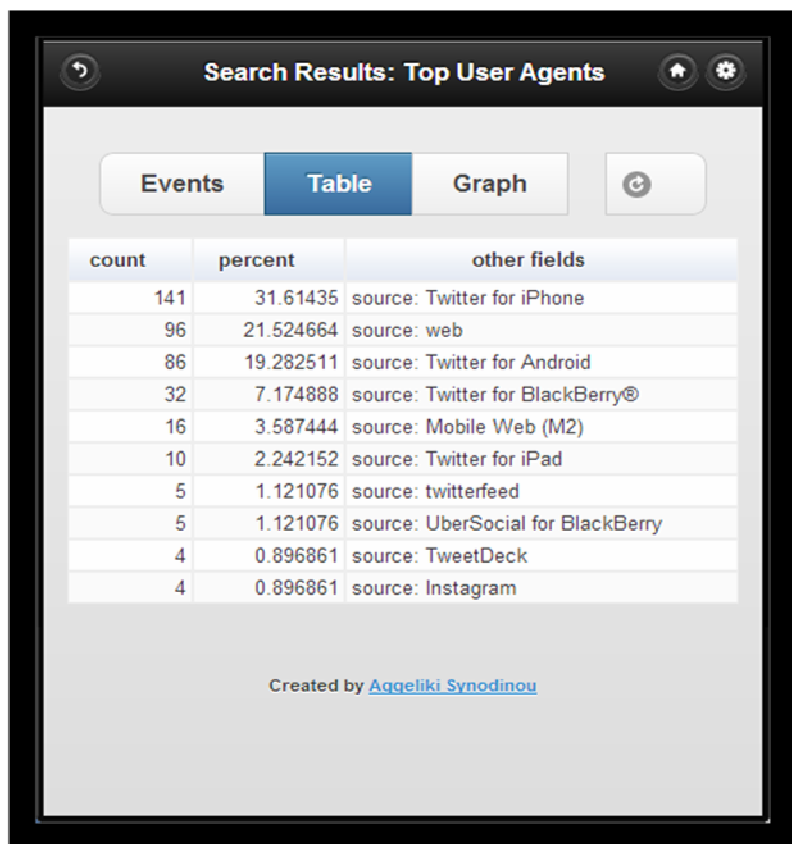 Search Results: Top User Agents
Events Table Graph
count percent other fields
141 31.61435 source: Twitter for iPhone
96 21.524664 source: web
86 19.282511 source: Twitter for Android
32 7.174888 source: Twitter for BlackBerry®
16 3.587444 source: Mobile Web (M2)
10 2.242152 source: Twitter for iPad
5 1.121076 source: twitterfeed
5 1.121076 source: UberSocial for BlackBerry
4 0.896861 source: TweetDeck
4 0.896861 source: Instagram
Created by Aggeliki Synodinou